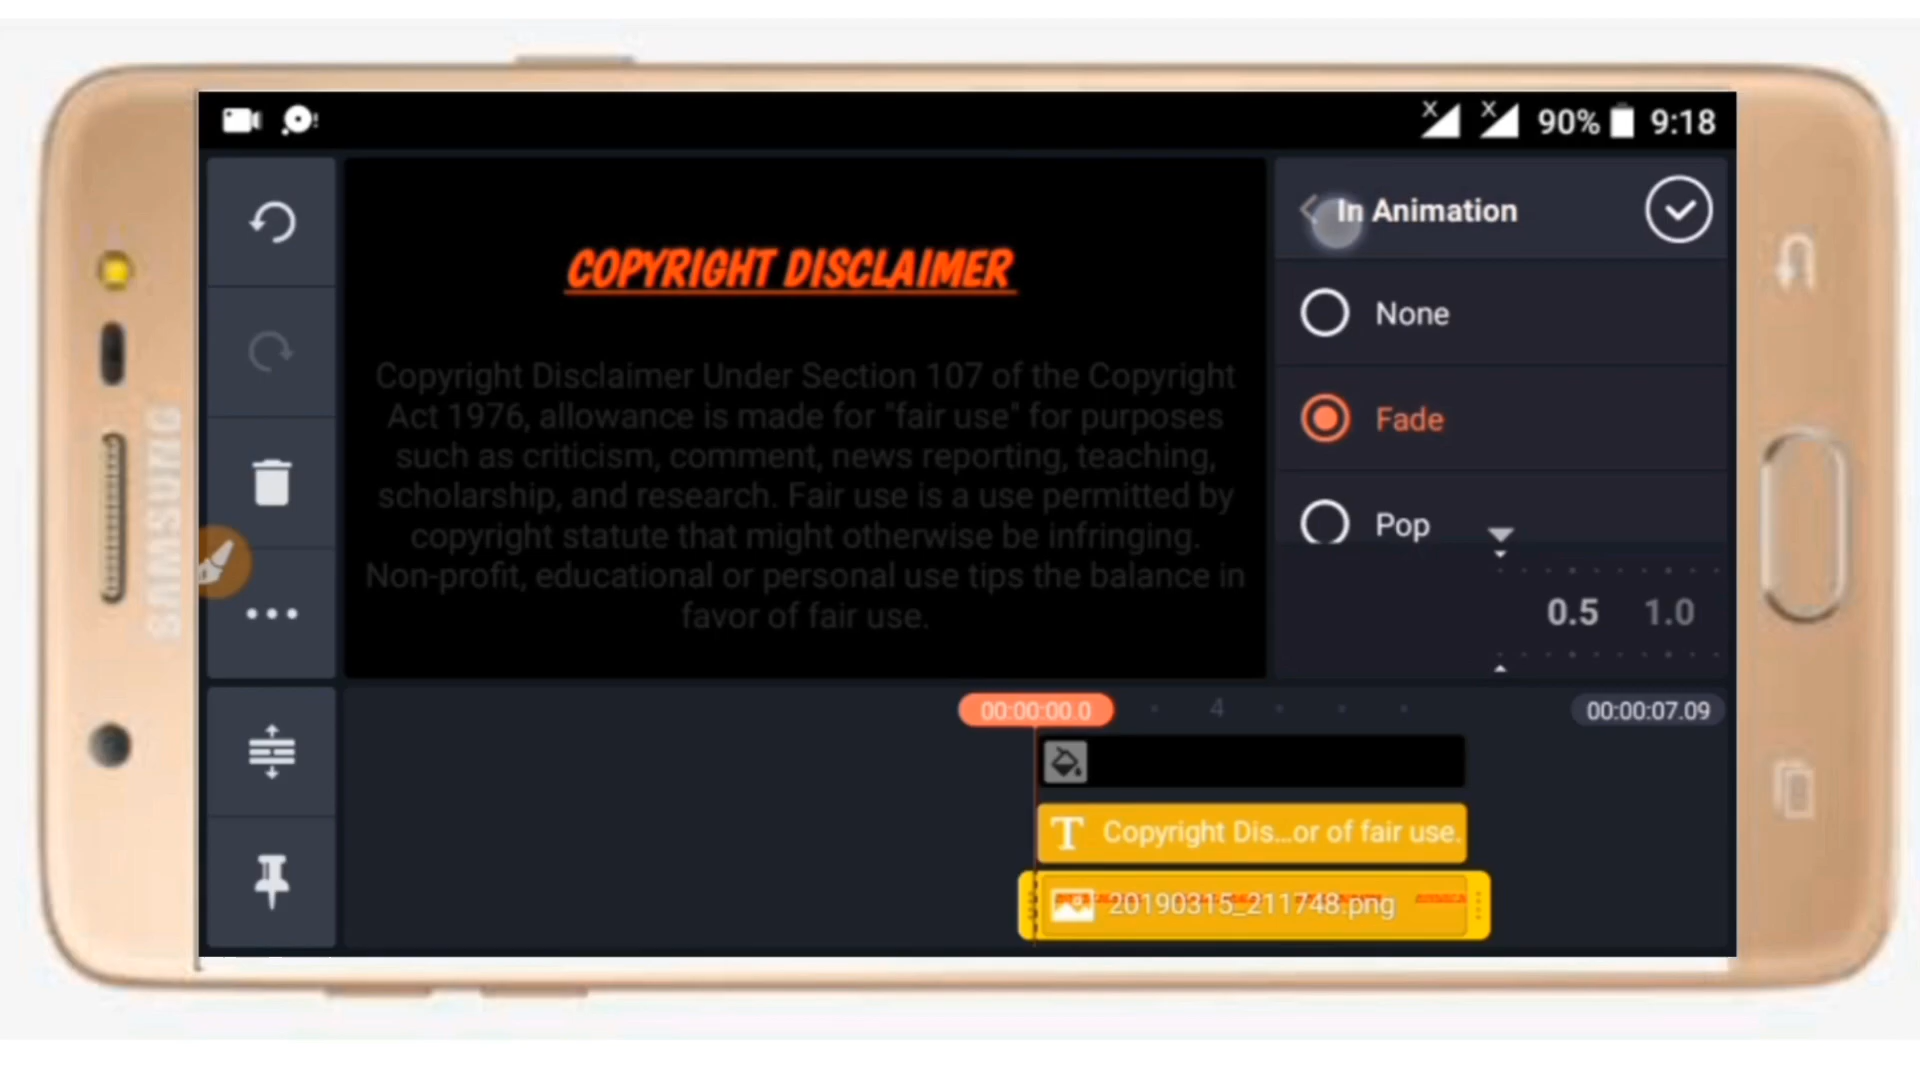 90% 9:18
SAMSUNG
COPYRIGHT DISCLAIMER
Copyright Disclaimer Under Section 107 of the Copyright
Act 1976, allowance is made for "fair use" for purposes
such as criticism, comment, news reporting, teaching,
scholarship, and research. Fair use is a use permitted by
copyright statute that might otherwise be infringing.
Non-profit, educational or personal use tips the balance in
favor of fair use.
In Animation
None
Fade
Pop
0.5 1.0
00:00:00.0 4 00:00:07.09
T Copyright Dis...or of fair use.
20190315_211748.png